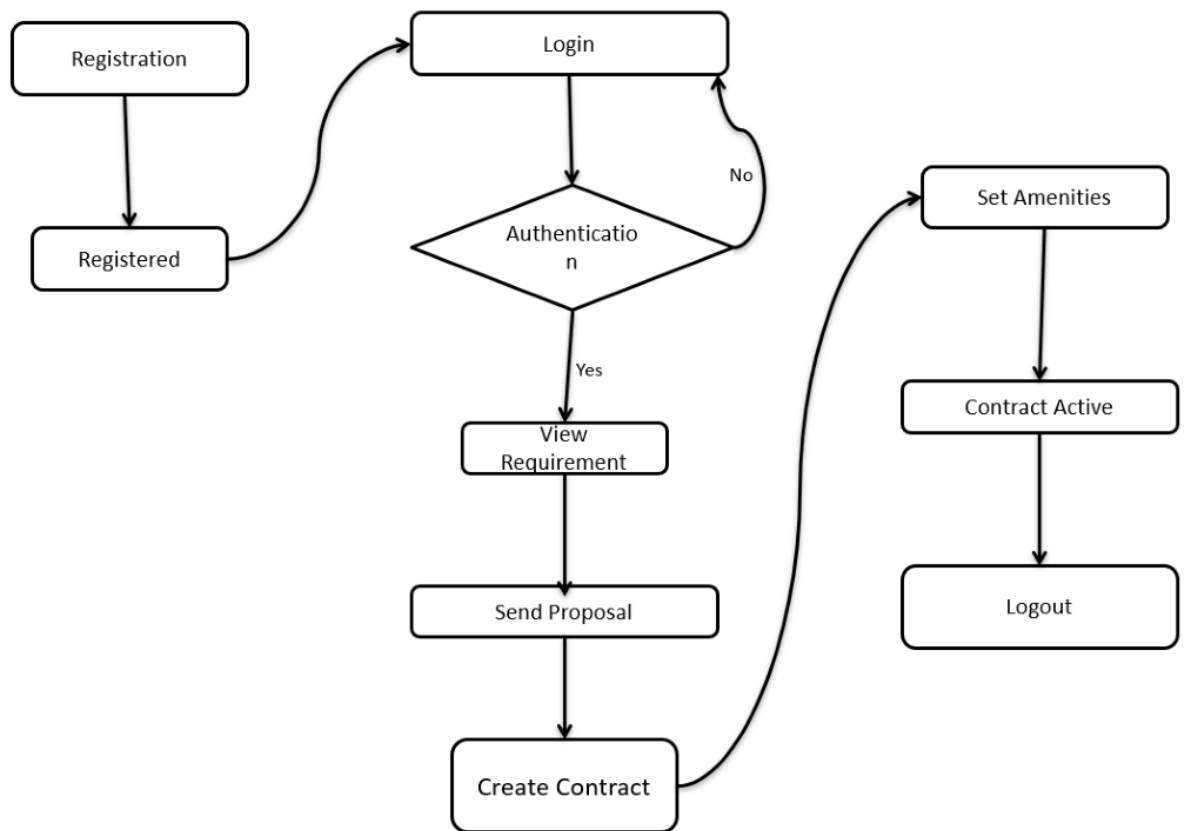 Registration
Registered
Login
Authenticatio
n
No
Yes
View
Requirement
Send Proposal
Create Contract
Set Amenities
Contract Active
Logout